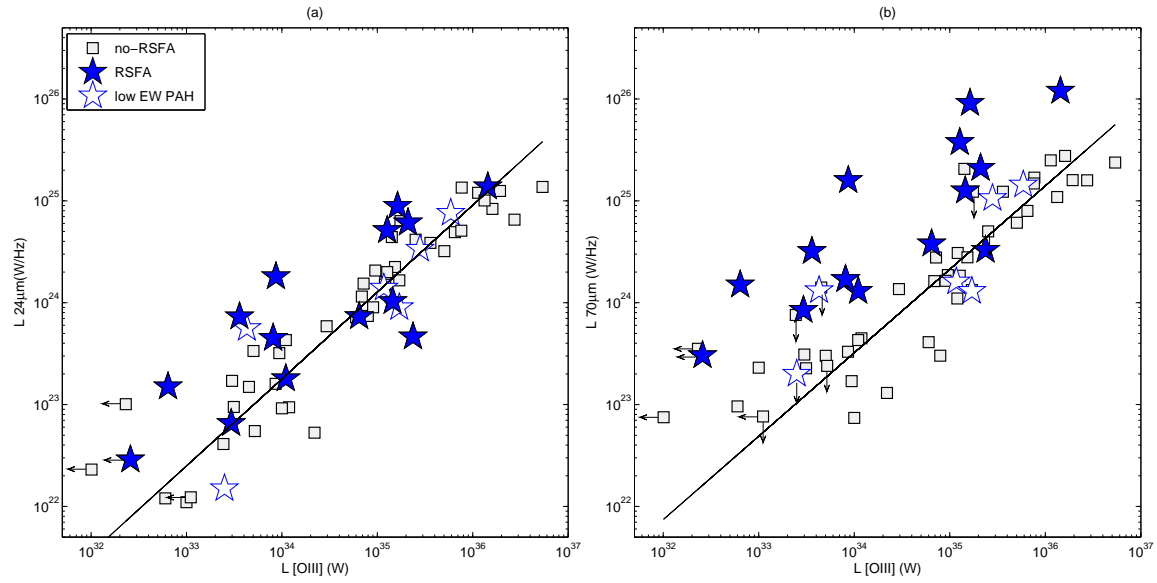 (a)
(b)
no−RSFA
RSFA
low EW PAH
L 24μm(W/Hz)
10^26
10^25
10^24
10^23
10^22
10^32
10^33
10^34
10^35
10^36
10^37
L [OIII] (W)
L 70μm (W/Hz)
10^26
10^25
10^24
10^23
10^22
10^32
10^33
10^34
10^35
10^36
10^37
L [OIII] (W)